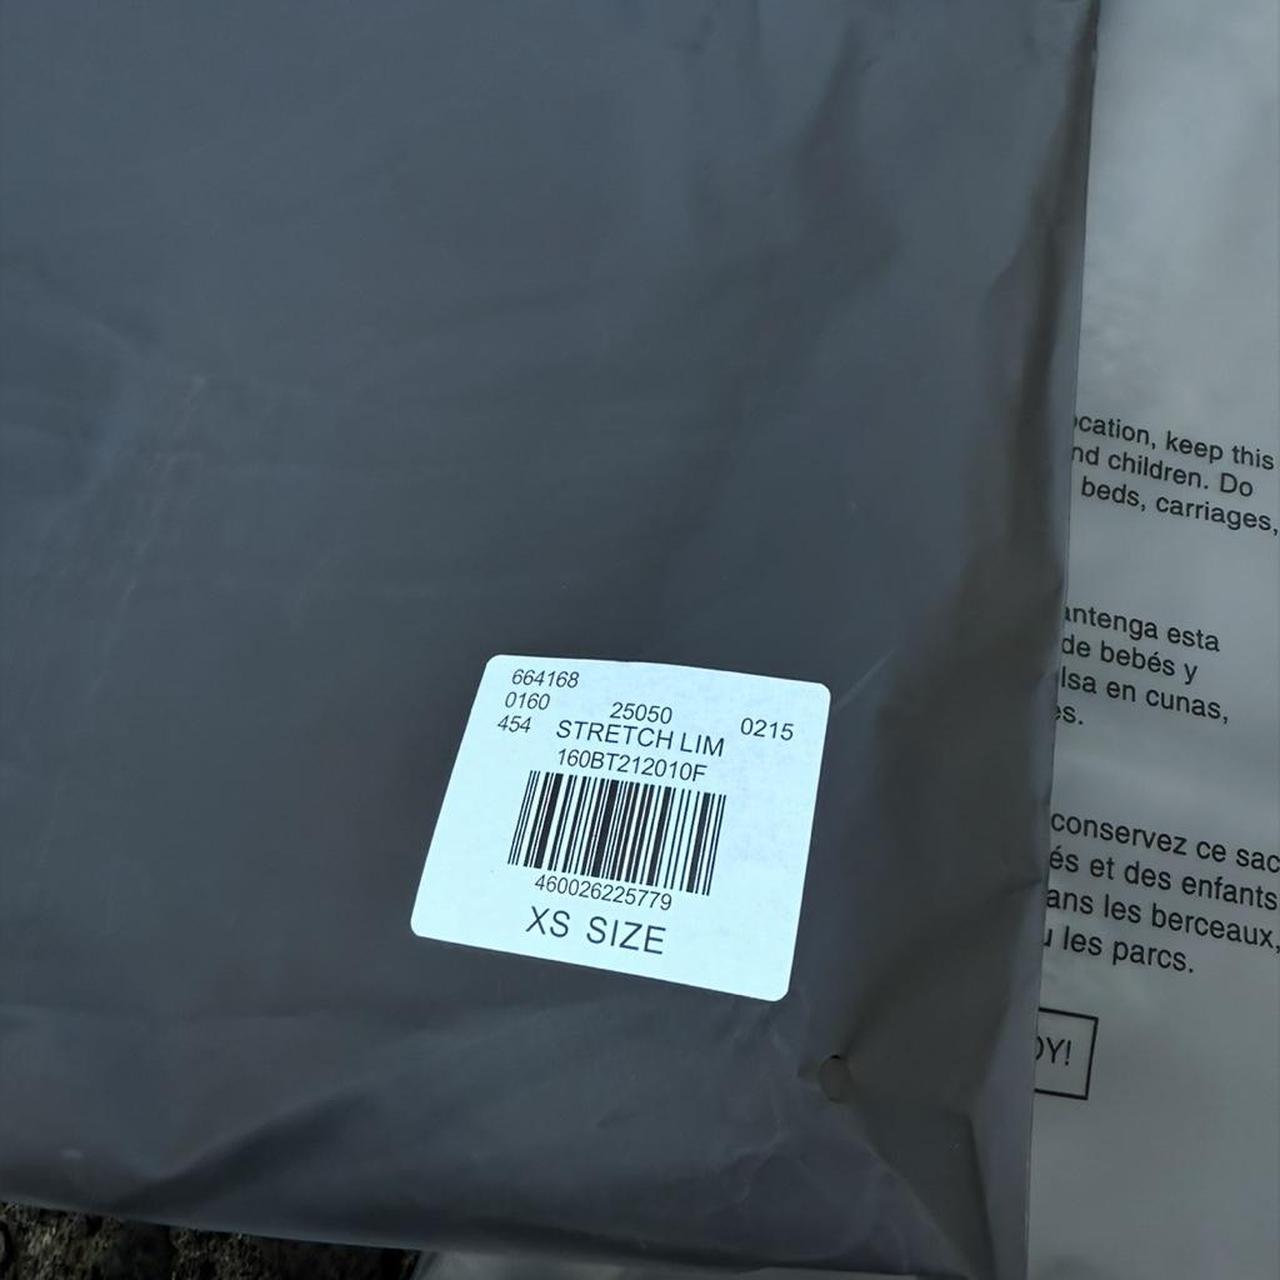 664168
0160
454
25050
0215
STRETCH LIM
160BT212010F
460026225779
XS SIZE
cation, keep this
nd children. Do
beds, carriages,
antenga esta
de bebés y
lsa en cunas,
es.
conservez ce sac
és et des enfants
ans les berceaux,
u les parcs.
OY!